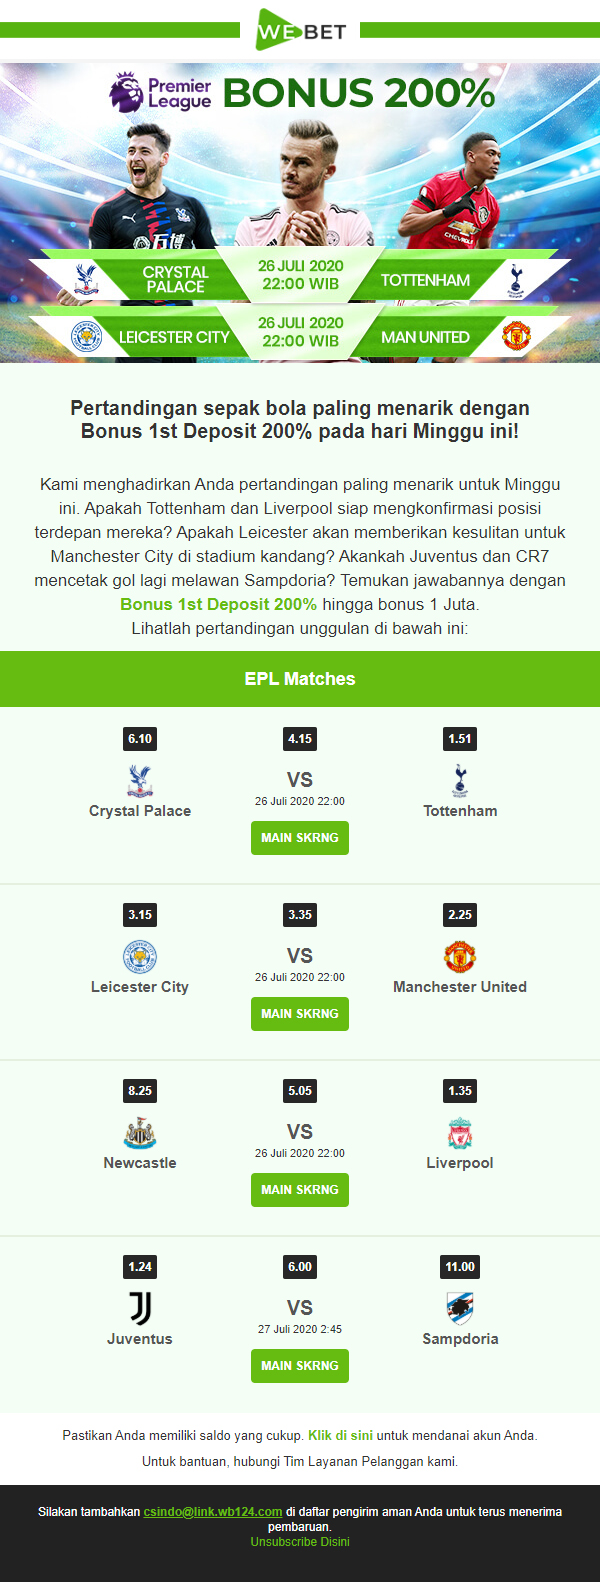 WEBET
Premier League
BONUS 200%
万博
CHEVROLET
CRYSTAL PALACE
26 JULI 2020
22:00 WIB
TOTTENHAM
LEICESTER CITY
26 JULI 2020
22:00 WIB
MAN UNITED
Pertandingan sepak bola paling menarik dengan
Bonus 1st Deposit 200% pada hari Minggu ini!
Kami menghadirkan Anda pertandingan paling menarik untuk Minggu
ini. Apakah Tottenham dan Liverpool siap mengkonfirmasi posisi
terdepan mereka? Apakah Leicester akan memberikan kesulitan untuk
Manchester City di stadium kandang? Akankah Juventus dan CR7
mencetak gol lagi melawan Sampdoria? Temukan jawabannya dengan
Bonus 1st Deposit 200% hingga bonus 1 Juta.
Lihatlah pertandingan unggulan di bawah ini:
EPL Matches
6.10 4.15 1.51
VS
Crystal Palace 26 Juli 2020 22:00 Tottenham
MAIN SKRNG
3.15 3.35 2.25
VS
Leicester City 26 Juli 2020 22:00 Manchester United
MAIN SKRNG
8.25 5.05 1.35
VS
Newcastle 26 Juli 2020 22:00 Liverpool
MAIN SKRNG
1.24 6.00 11.00
VS
Juventus 27 Juli 2020 2:45 Sampdoria
MAIN SKRNG
Pastikan Anda memiliki saldo yang cukup. Klik di sini untuk mendanai akun Anda.
Untuk bantuan, hubungi Tim Layanan Pelanggan kami.
Silakan tambahkan csindo@link.wb124.com di daftar pengirim aman Anda untuk terus menerima
pembaruan.
Unsubscribe Disini